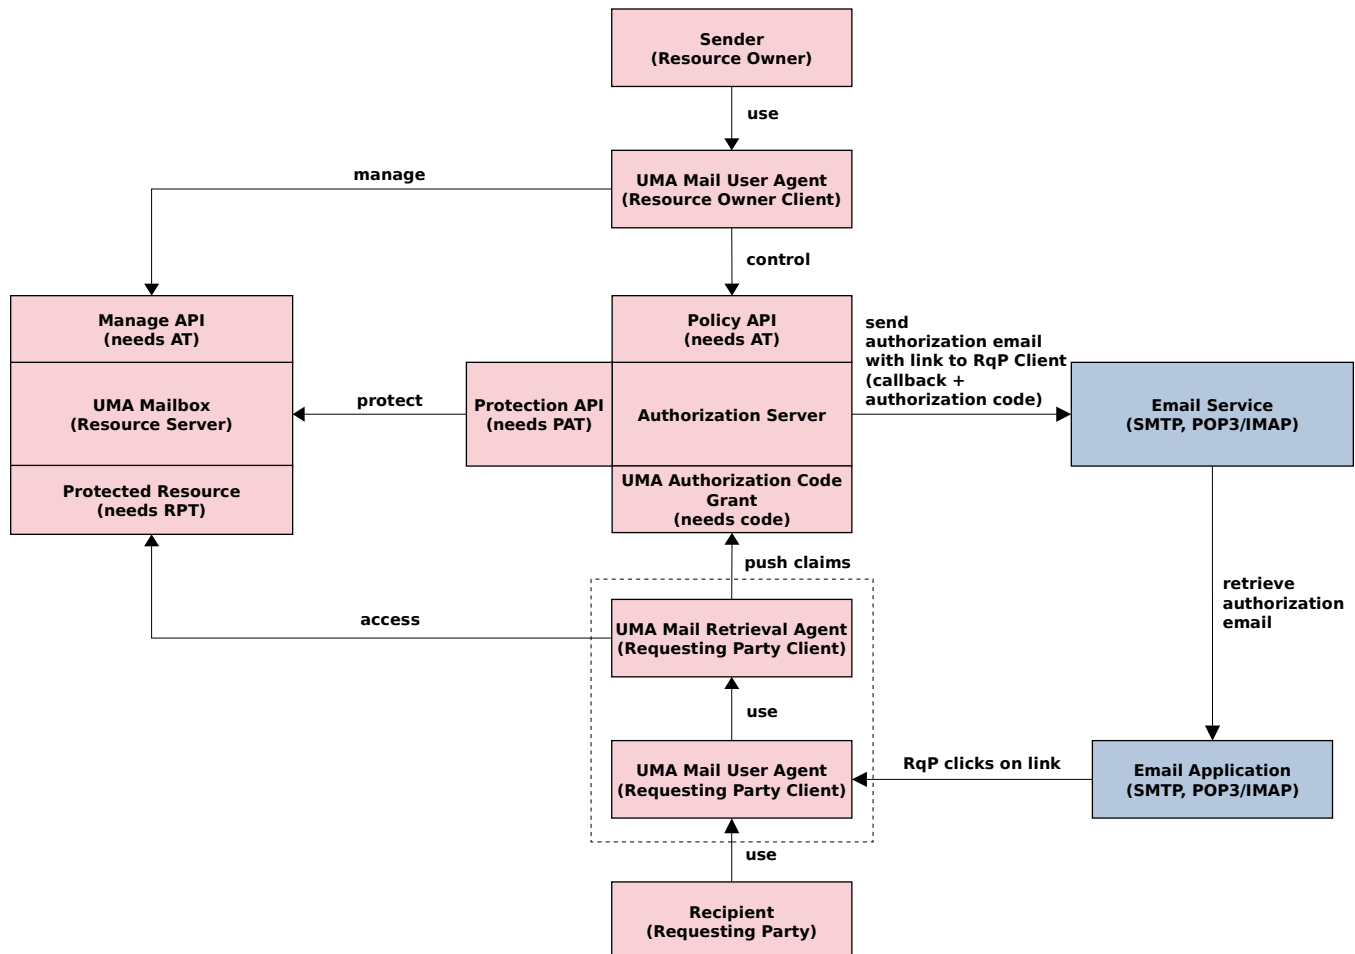 Sender
(Resource Owner)
use
UMA Mail User Agent
(Resource Owner Client)
manage
control
Manage API
(needs AT)
Policy API
(needs AT)
send
authorization email
with link to RqP Client
(callback +
authorization code)
UMA Mailbox
(Resource Server)
protect
Protection API
(needs PAT)
Authorization Server
Email Service
(SMTP, POP3/IMAP)
Protected Resource
(needs RPT)
UMA Authorization Code
Grant
(needs code)
push claims
retrieve
authorization
email
access
UMA Mail Retrieval Agent
(Requesting Party Client)
use
UMA Mail User Agent
(Requesting Party Client)
RqP clicks on link
Email Application
(SMTP, POP3/IMAP)
use
Recipient
(Requesting Party)